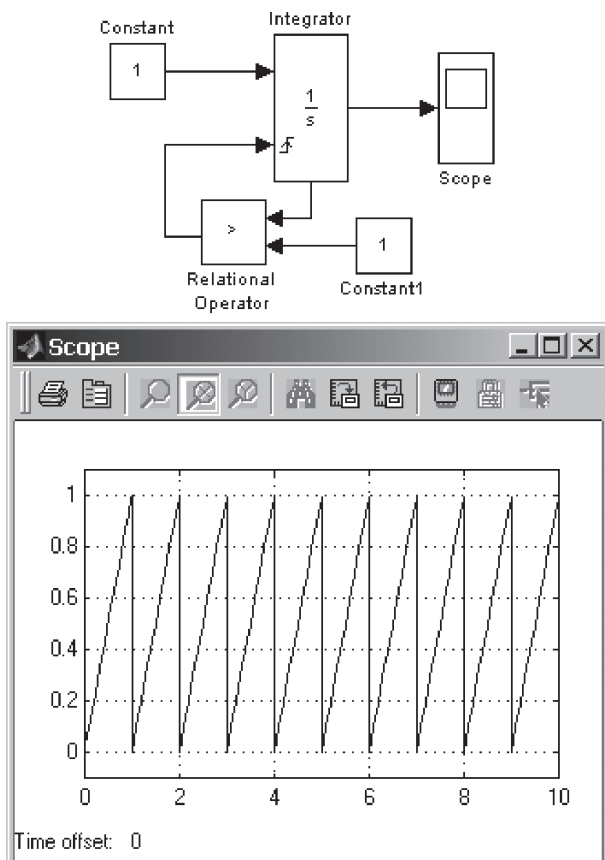 Constant
Integrator
1
1
s
Scope
>
1
Relational
Operator
Constant1
Scope
1
0.8
0.6
0.4
0.2
0
0 2 4 6 8 10
Time offset: 0